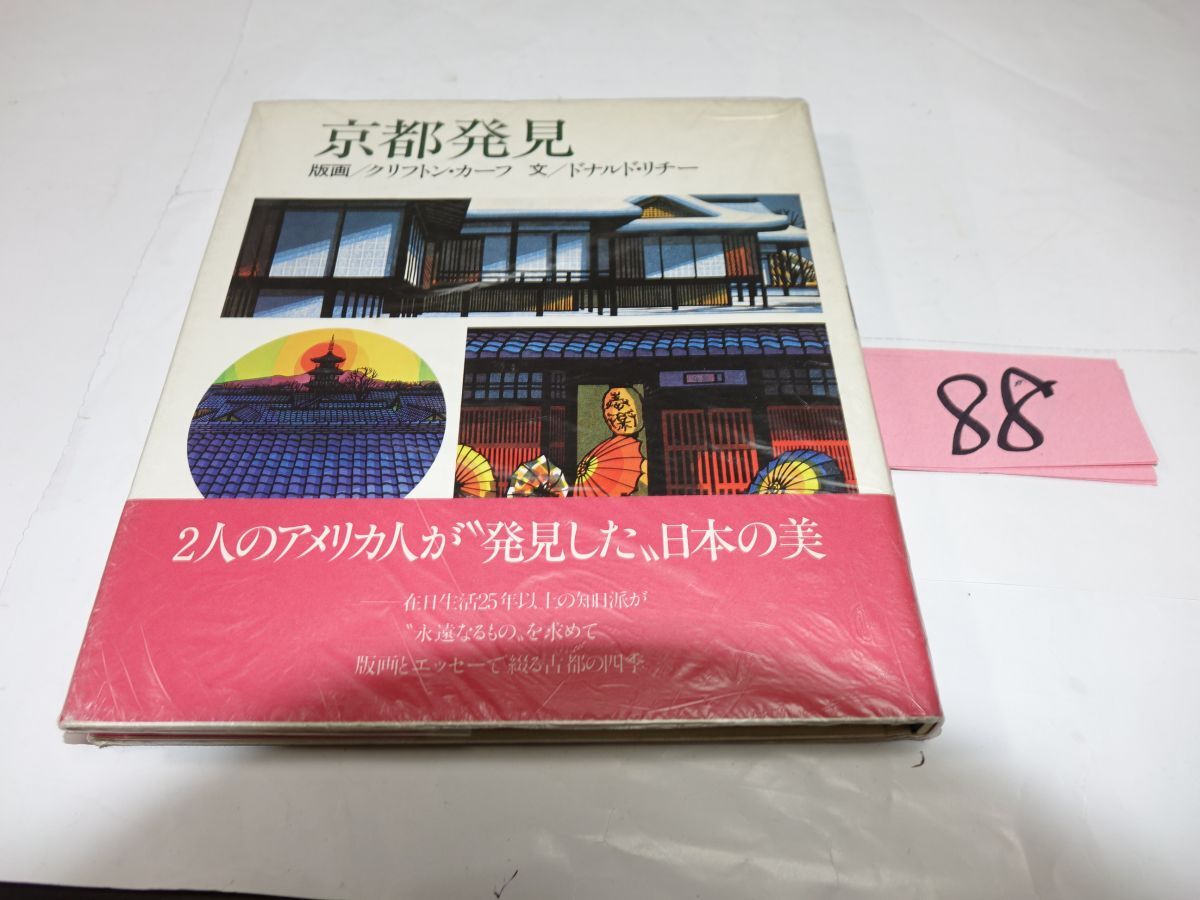 京都発見
版画/クリフトン・カーフ 文/ドナルド・リチー
2人のアメリカ人が〝発見した〟日本の美
——在日生活25年以上の知日派が
〝永遠なるもの〟を求めて
版画とエッセーで綴る古都の四季
88